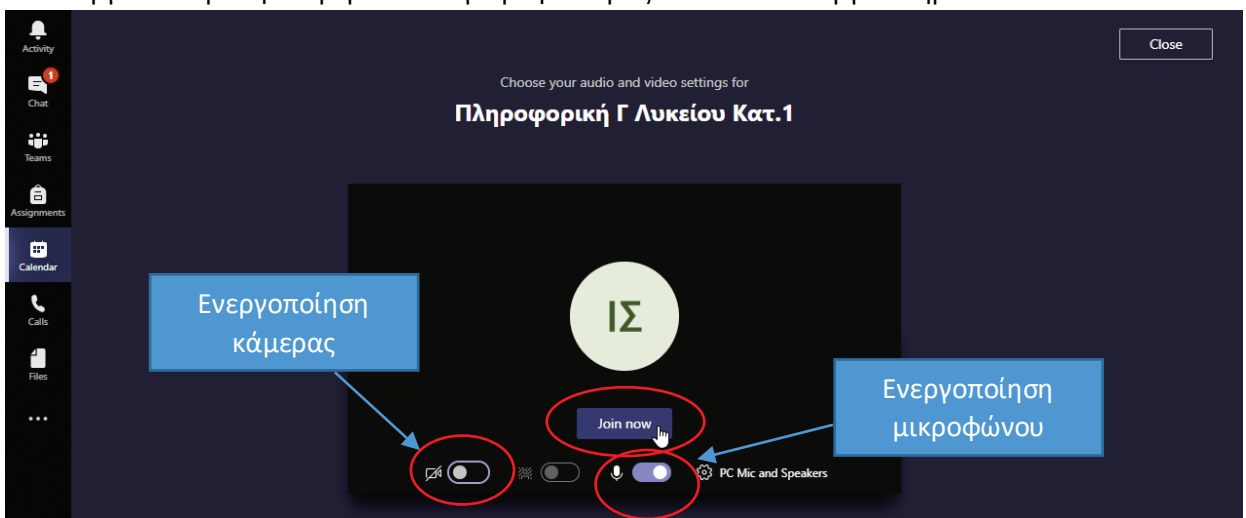 Activity
Close
1
Chat
Choose your audio and video settings for
Πληροφορική Γ Λυκείου Κατ.1
Teams
Assignments
Calendar
Ενεργοποίηση
κάμερας
ΙΣ
Calls
Files
Ενεργοποίηση
μικροφώνου
Join now
PC Mic and Speakers